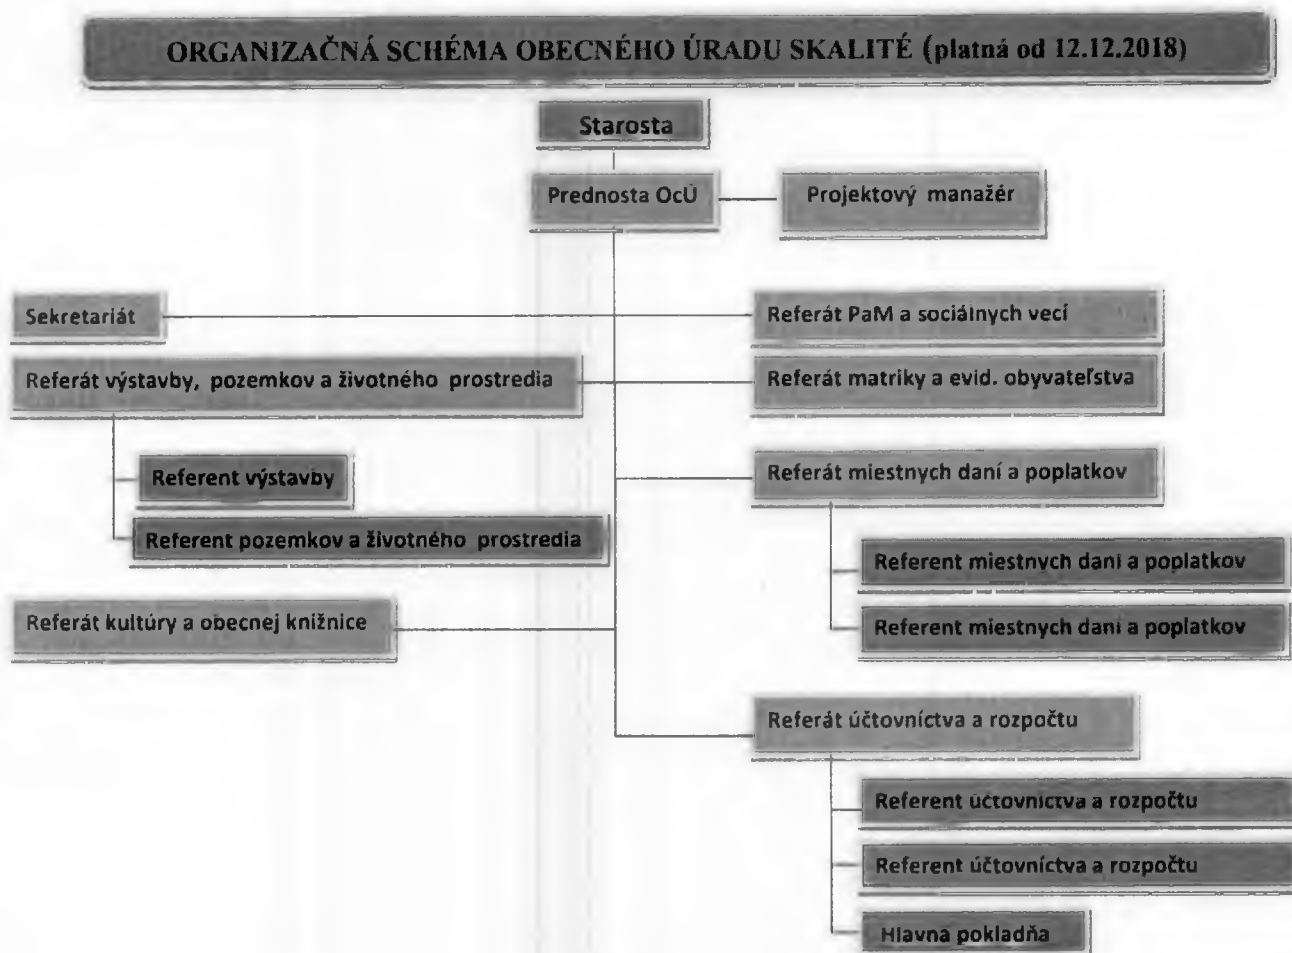 ORGANIZAČNÁ SCHÉMA OBECNÉHO ÚRADU SKALITÉ (platná od 12.12.2018)
Starosta
Prednosta OcÚ
Projektový manažér
Sekretariát
Referát PaM a sociálnych vecí
Referát výstavby, pozemkov a životného prostredia
Referát matriky a evid. obyvateľstva
Referent výstavby
Referent pozemkov a životného prostredia
Referát kultúry a obecnej knižnice
Referát miestnych daní a poplatkov
Referent miestnych daní a poplatkov
Referent miestnych daní a poplatkov
Referát účtovníctva a rozpočtu
Referent účtovníctva a rozpočtu
Referent účtovníctva a rozpočtu
Hlavná pokladňa